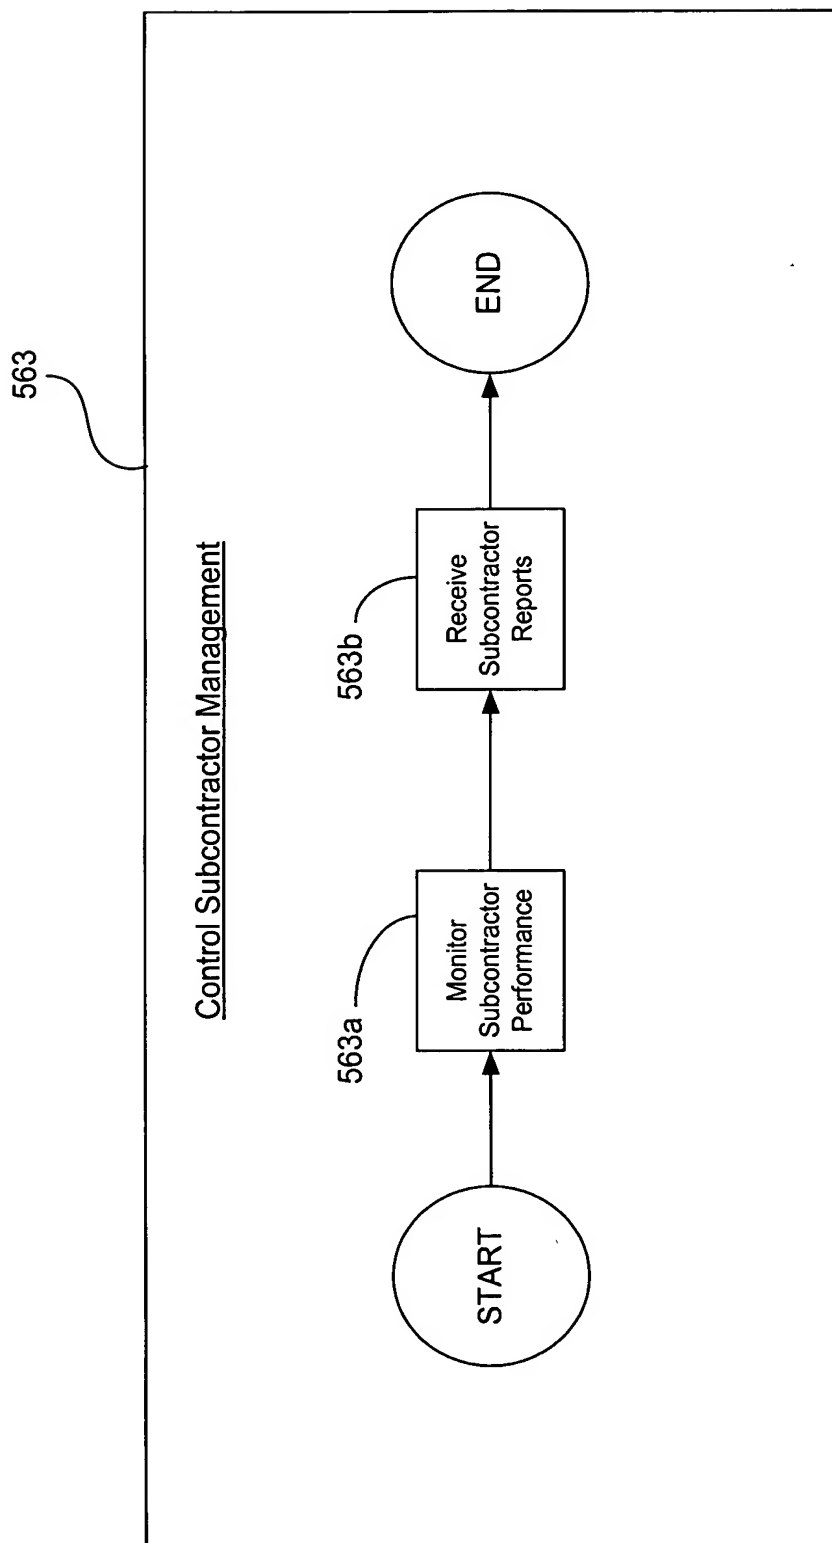 563
Control Subcontractor Management
START
563a
Monitor
Subcontractor
Performance
563b
Receive
Subcontractor
Reports
END